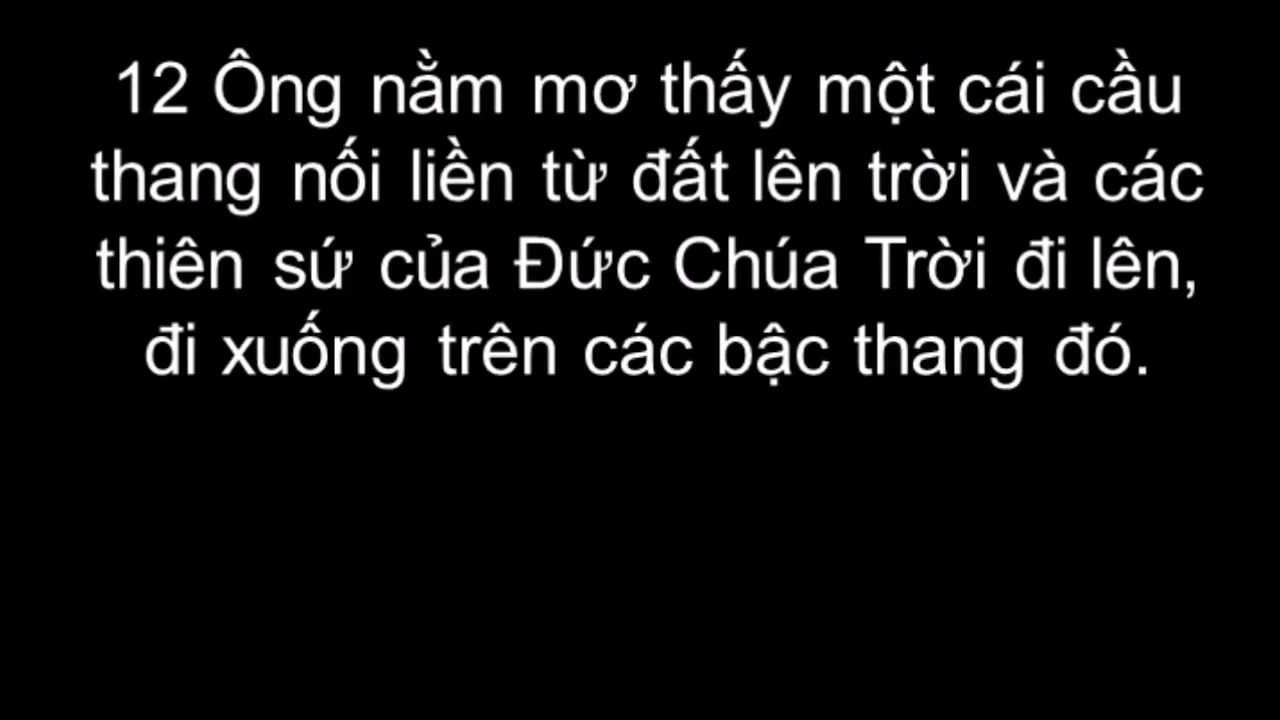 12 Ông nằm mơ thấy một cái cầu
thang nối liền từ đất lên trời và các
thiên sứ của Đức Chúa Trời đi lên,
đi xuống trên các bậc thang đó.